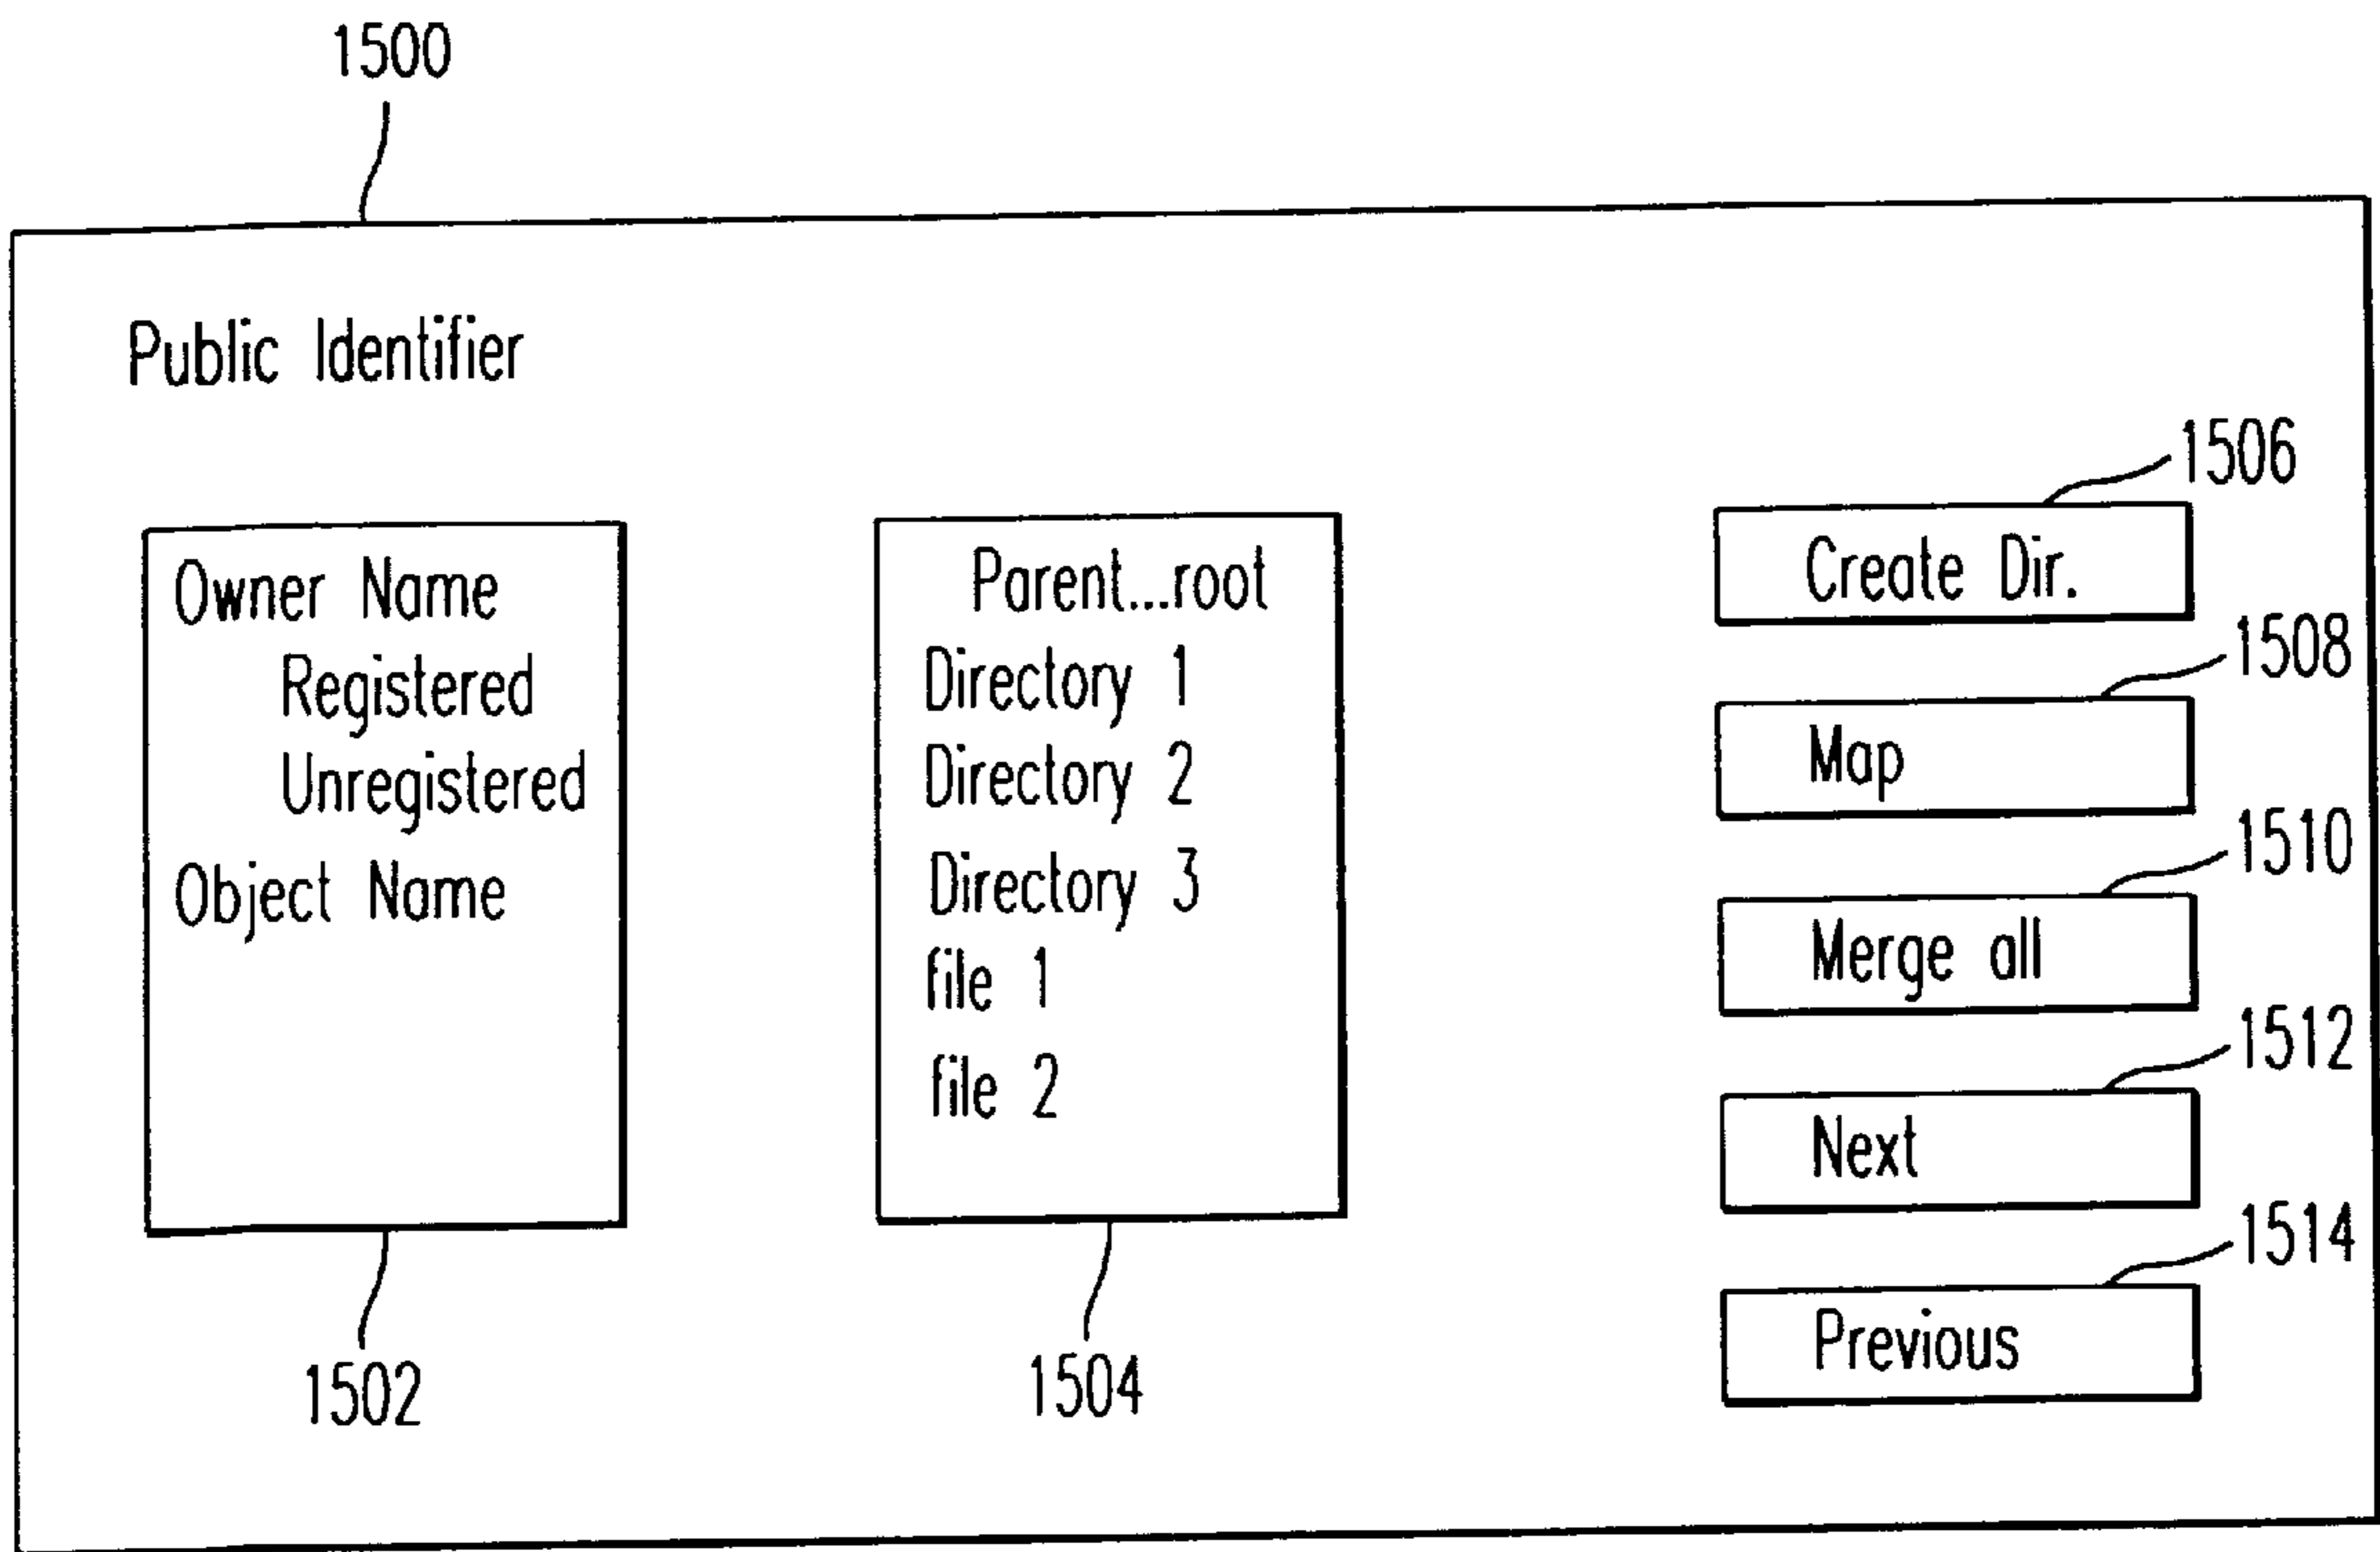 1500
Public Identifier
Owner Name
Registered
Unregistered
Object Name
1502
Parent...root
Directory 1
Directory 2
Directory 3
file 1
file 2
1504
1506
Create Dir.
1508
Map
1510
Merge all
1512
Next
1514
Previous